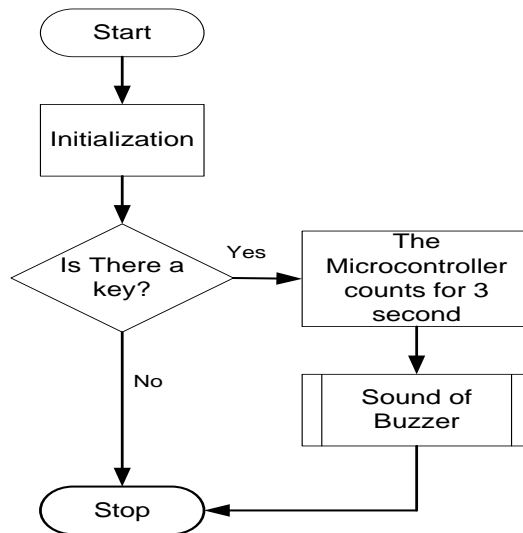 Start
Initialization
Is There a
key?
Yes
The
Microcontroller
counts for 3
second
No
Sound of
Buzzer
Stop